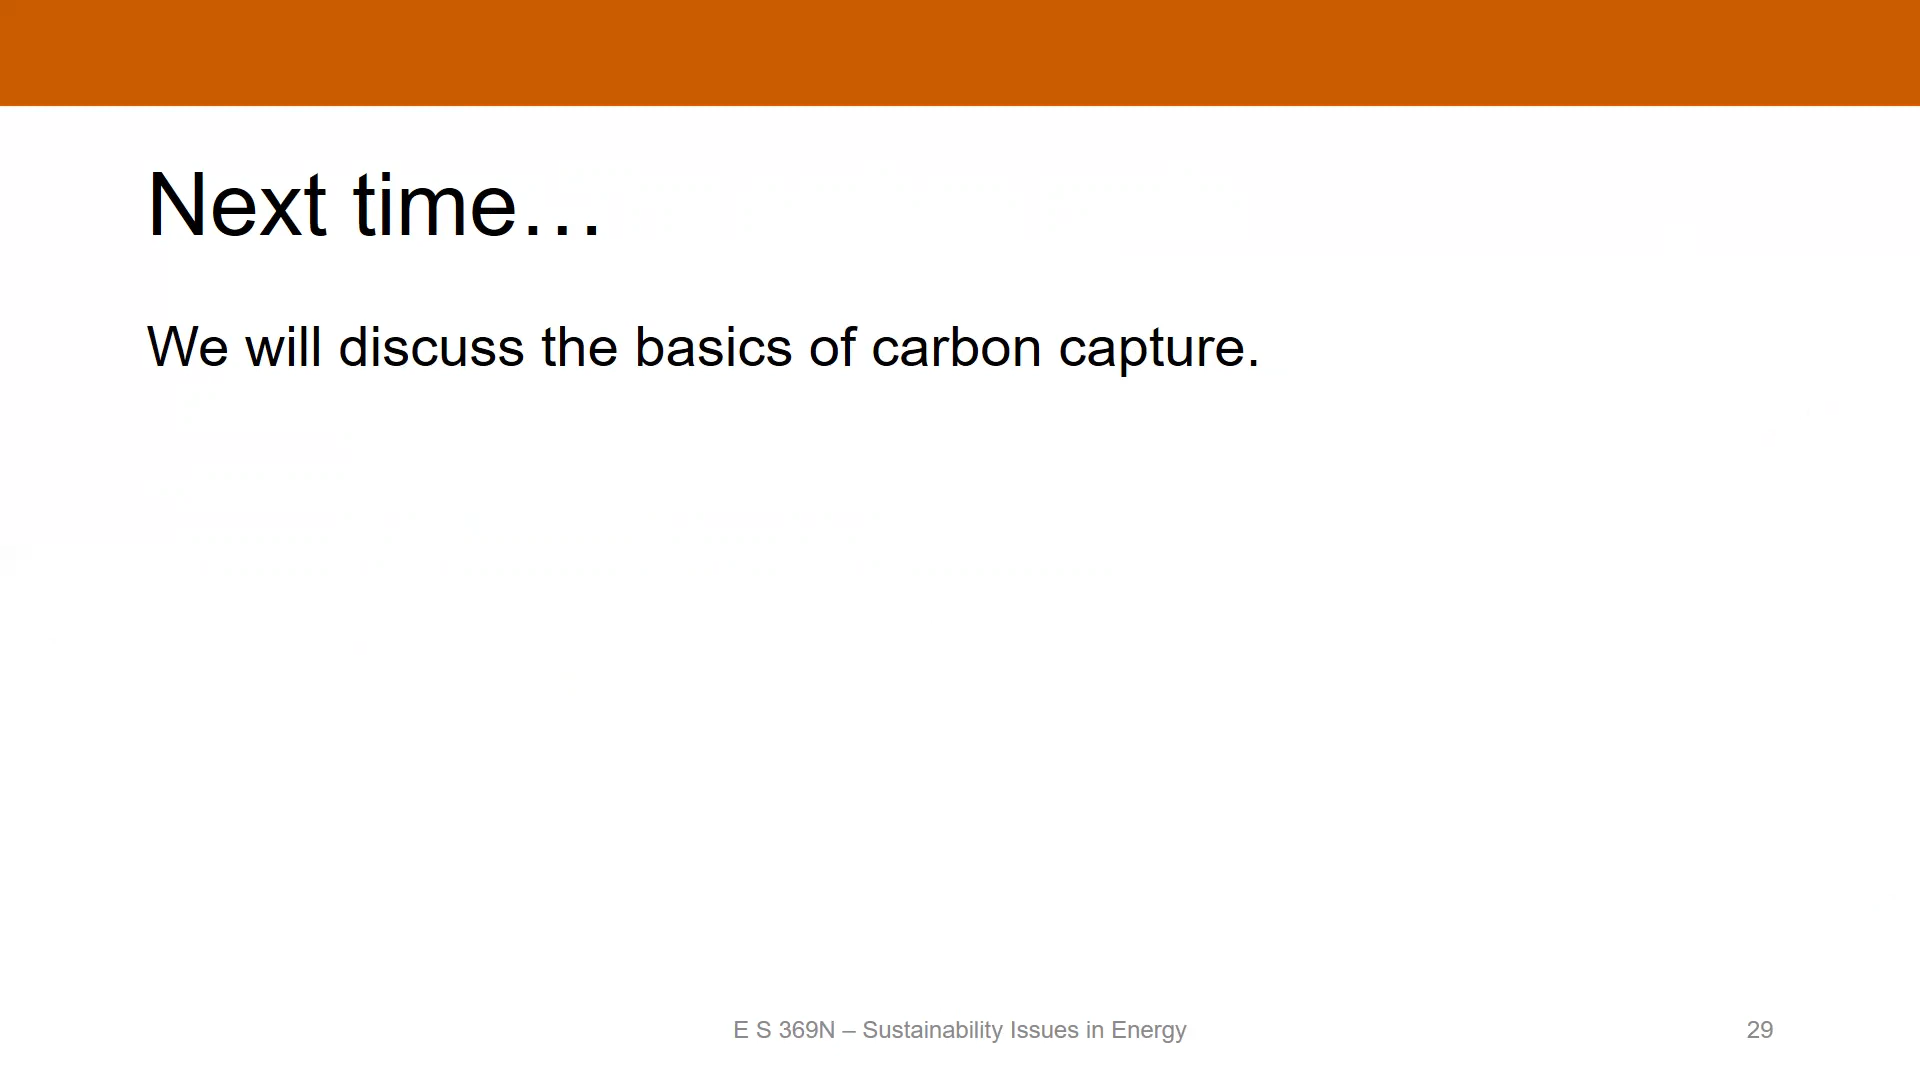 Next time…
We will discuss the basics of carbon capture.
E S 369N – Sustainability Issues in Energy
29